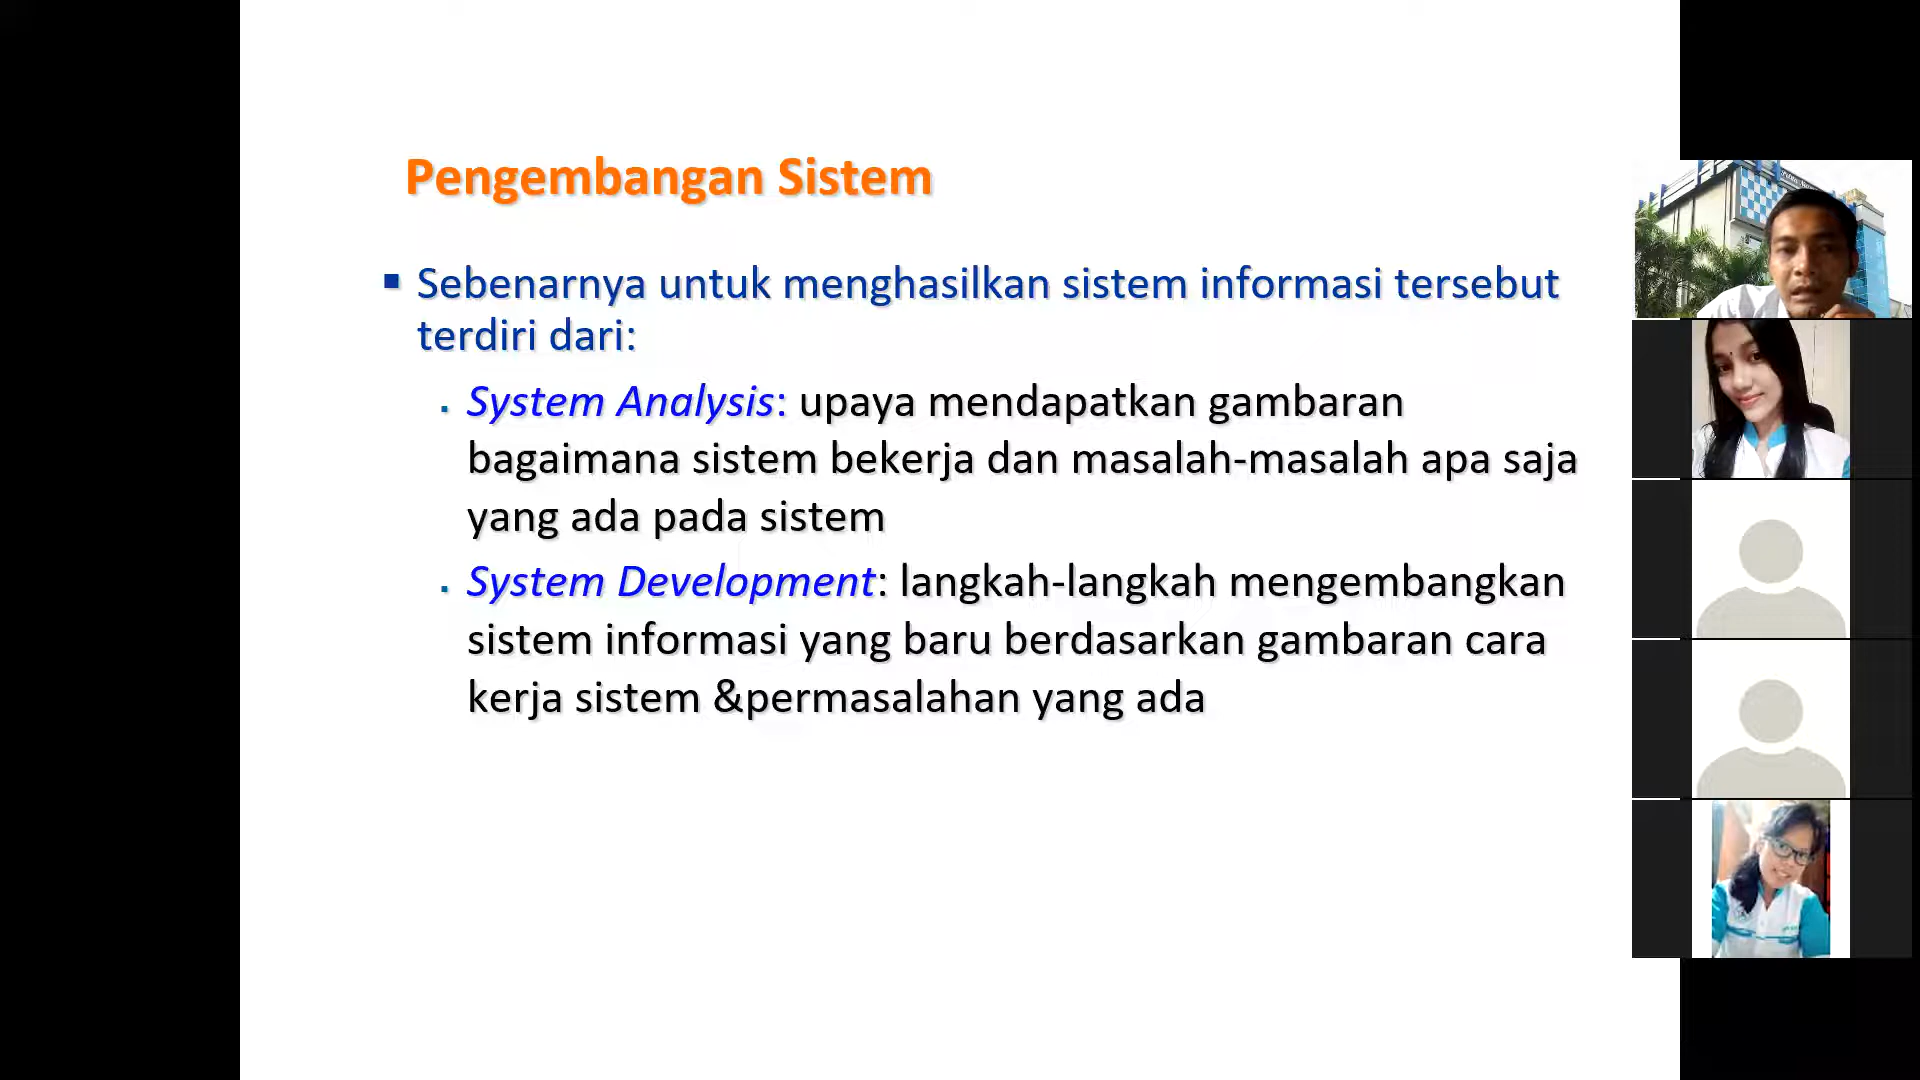 Pengembangan Sistem
Sebenarnya untuk menghasilkan sistem informasi tersebut
terdiri dari:
System Analysis: upaya mendapatkan gambaran
bagaimana sistem bekerja dan masalah-masalah apa saja
yang ada pada sistem
System Development: langkah-langkah mengembangkan
sistem informasi yang baru berdasarkan gambaran cara
kerja sistem &permasalahan yang ada